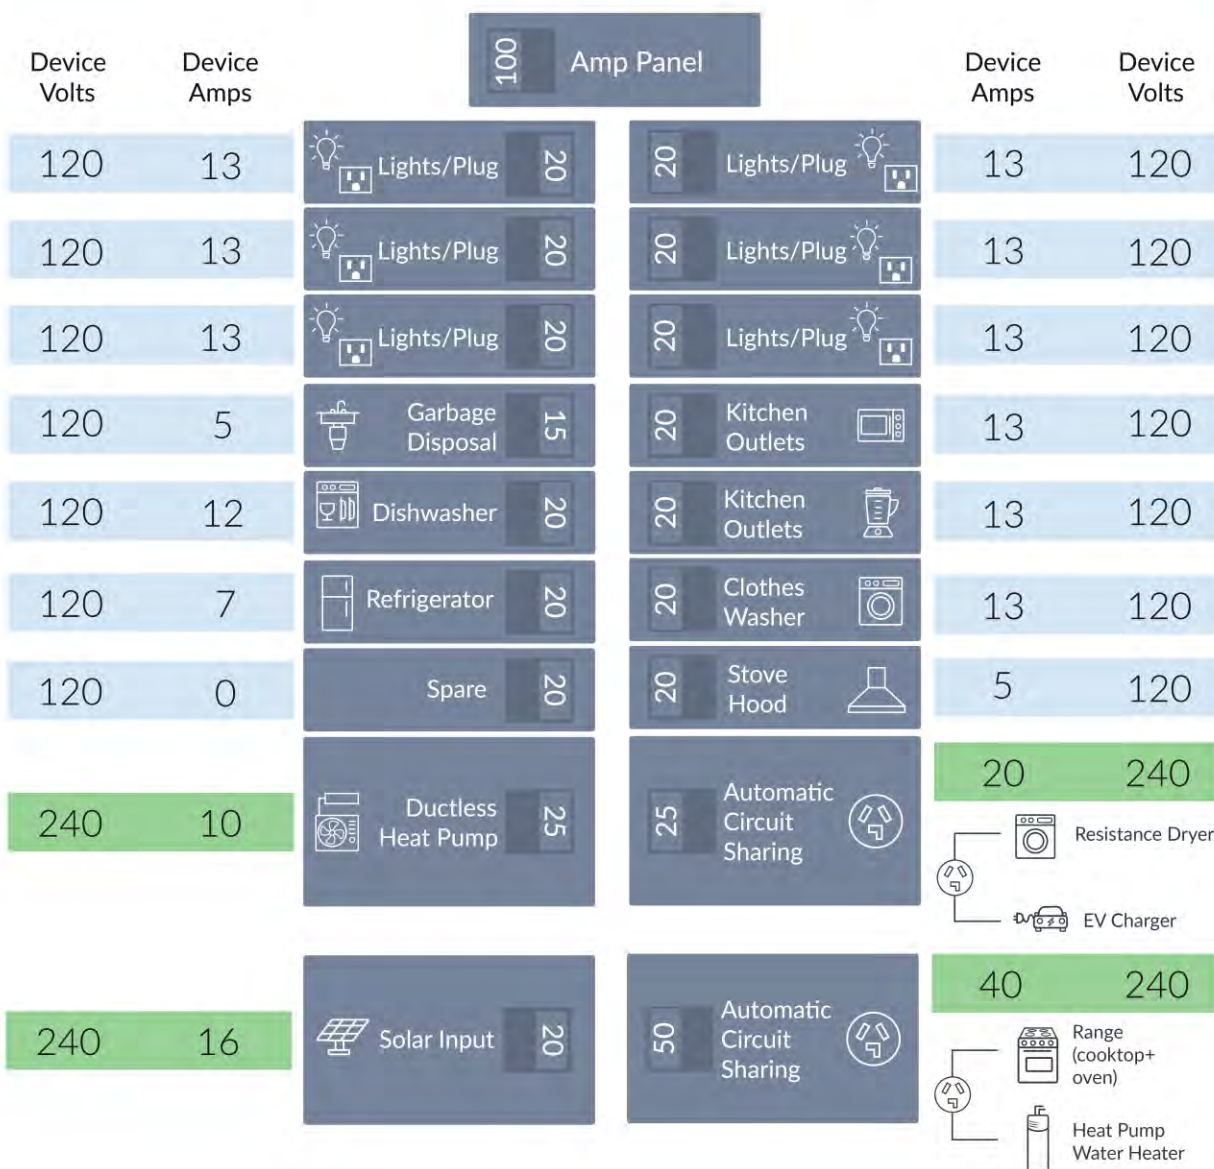 100 Amp Panel
Device Volts
Device Amps
Device Amps
Device Volts
120 13 Lights/Plug 20
20 Lights/Plug 13 120
120 13 Lights/Plug 20
20 Lights/Plug 13 120
120 13 Lights/Plug 20
20 Lights/Plug 13 120
120 5 Garbage Disposal 15
20 Kitchen Outlets 13 120
120 12 Dishwasher 20
20 Kitchen Outlets 13 120
120 7 Refrigerator 20
20 Clothes Washer 13 120
120 0 Spare 20
20 Stove Hood 5 120
240 10 Ductless Heat Pump 25
25 Automatic Circuit Sharing 20 240
Resistance Dryer
EV Charger
240 16 Solar Input 20
50 Automatic Circuit Sharing 40 240
Range (cooktop+ oven)
Heat Pump Water Heater